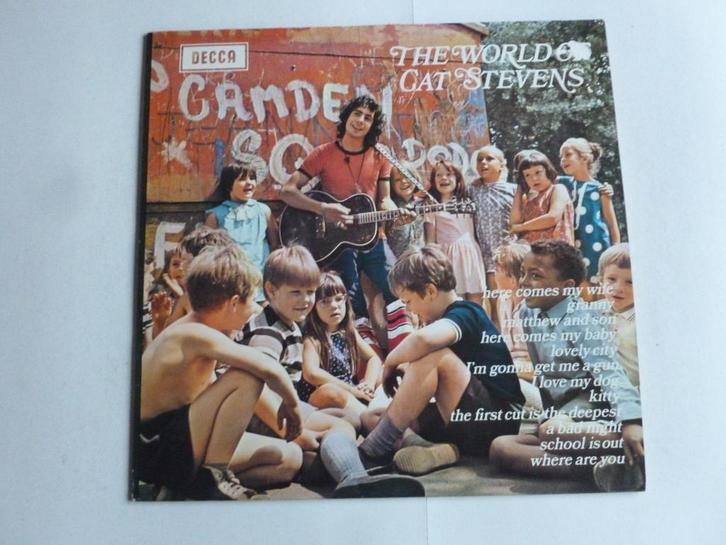 DECCA
THE WORLD OF
CAT STEVENS
CAMDEN
here comes my wife
granny
matthew and son
here comes my baby
lovely city
I'm gonna get me a gun
I love my dog
kitty
the first cut is the deepest
a bad night
school is out
where are you